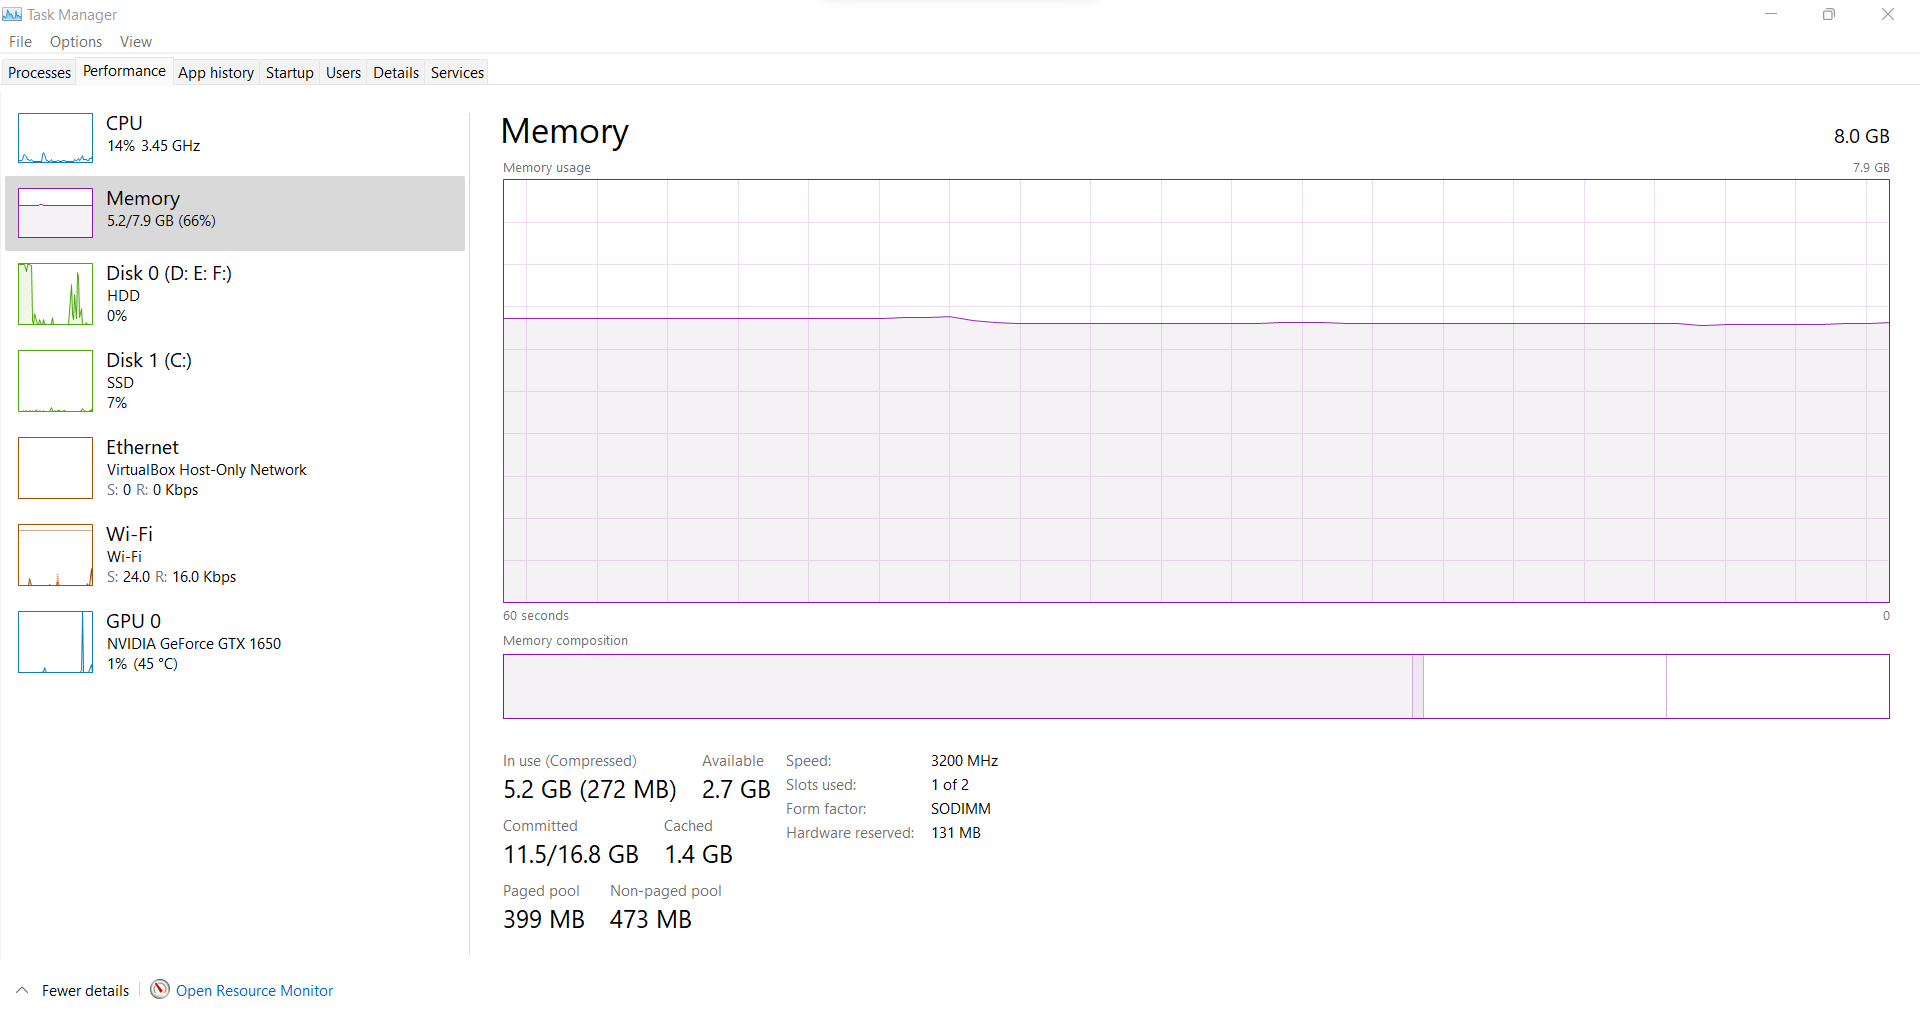 Task Manager
File Options View
Processes Performance App history Startup Users Details Services
CPU
14% 3.45 GHz
Memory
5.2/7.9 GB (66%)
Disk 0 (D: E: F:)
HDD
0%
Disk 1 (C:)
SSD
7%
Ethernet
VirtualBox Host-Only Network
S: 0 R: 0 Kbps
Wi-Fi
Wi-Fi
S: 24.0 R: 16.0 Kbps
GPU 0
NVIDIA GeForce GTX 1650
1% (45 °C)
Memory 8.0 GB
Memory usage 7.9 GB
60 seconds 0
Memory composition
In use (Compressed) Available
5.2 GB (272 MB) 2.7 GB
Committed Cached
11.5/16.8 GB 1.4 GB
Paged pool Non-paged pool
399 MB 473 MB
Speed: 3200 MHz
Slots used: 1 of 2
Form factor: SODIMM
Hardware reserved: 131 MB
Fewer details Open Resource Monitor